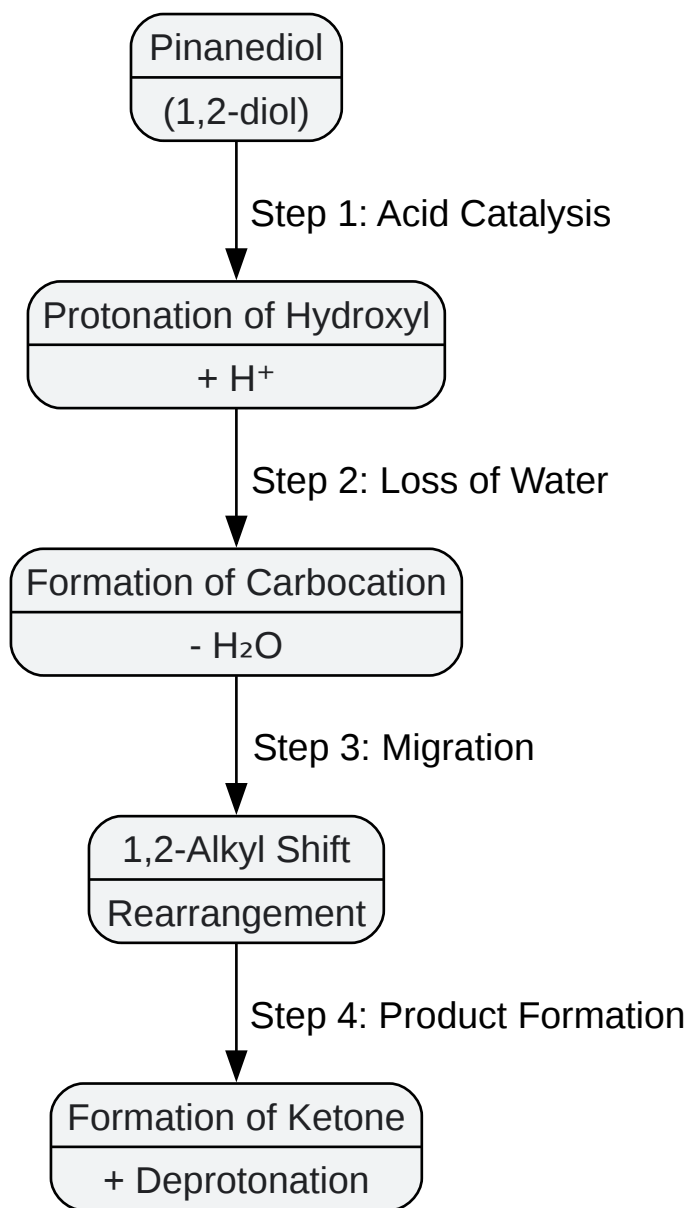 Pinanediol
(1,2-diol)
Step 1: Acid Catalysis
Protonation of Hydroxyl
+ H⁺
Step 2: Loss of Water
Formation of Carbocation
- H₂O
Step 3: Migration
1,2-Alkyl Shift
Rearrangement
Step 4: Product Formation
Formation of Ketone
+ Deprotonation